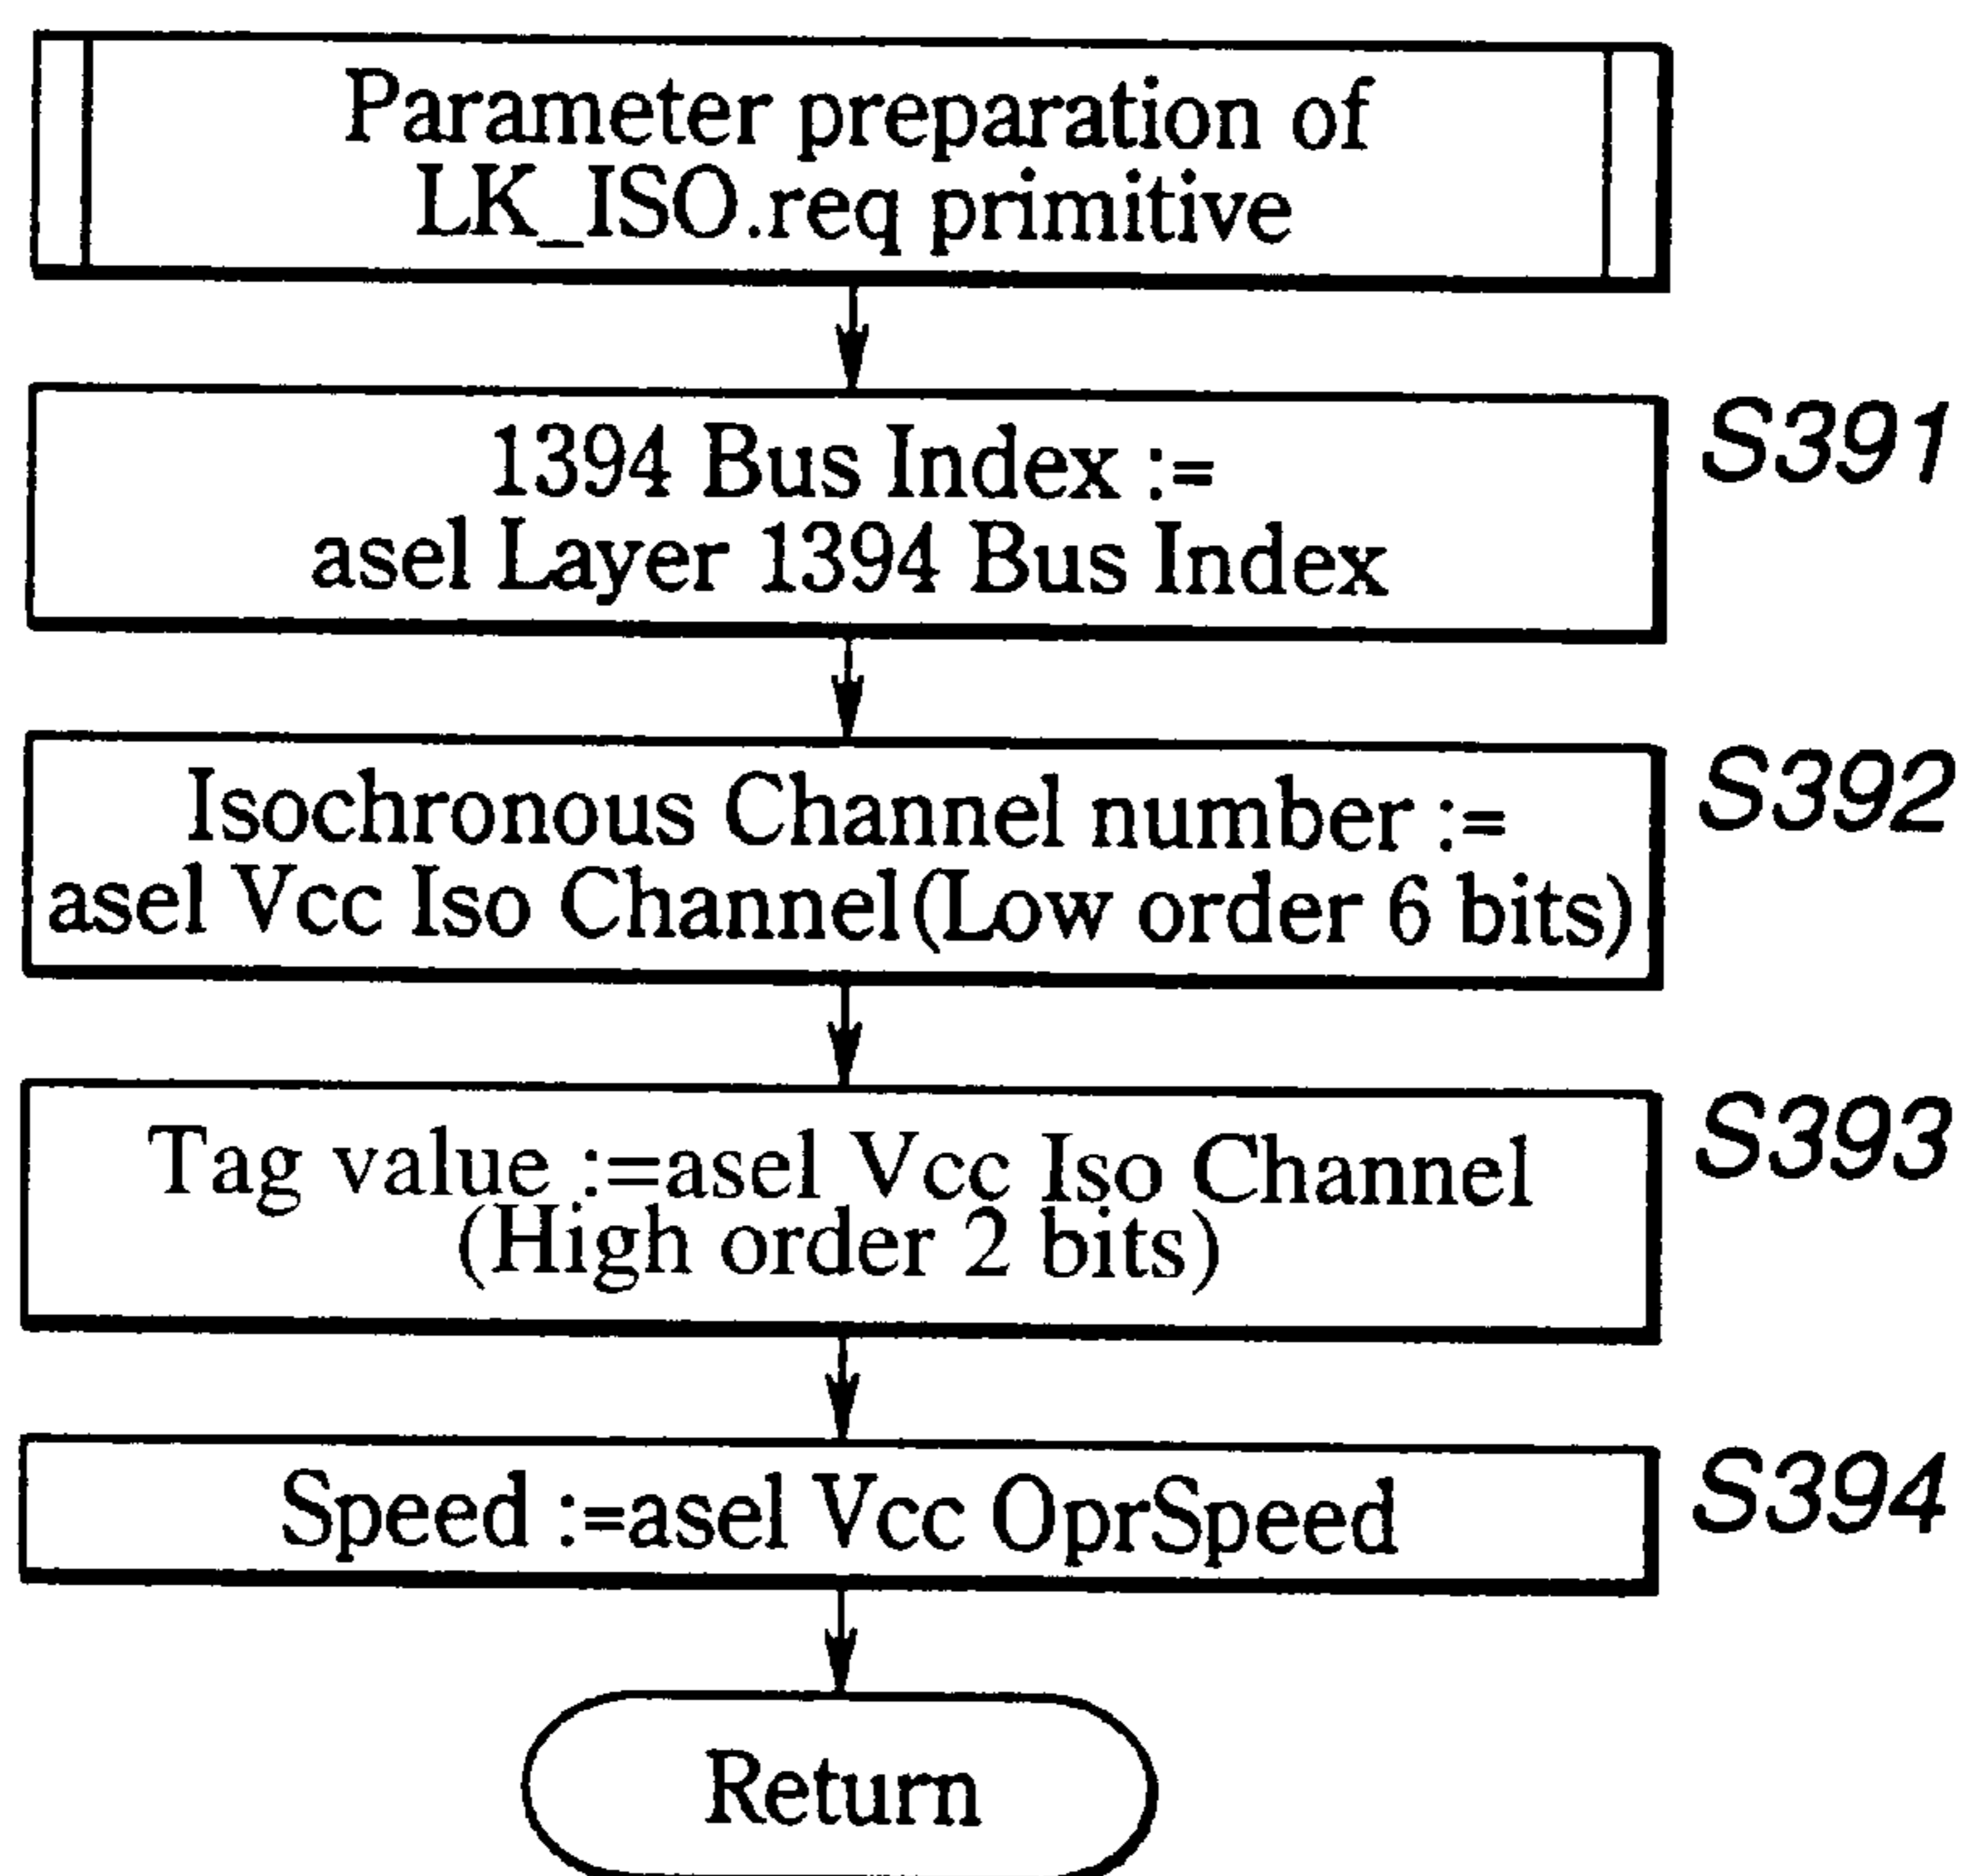 Parameter preparation of
LK_ISO.req primitive
1394 Bus Index :=
asel Layer 1394 Bus Index
S391
Isochronous Channel number :=
asel Vcc Iso Channel(Low order 6 bits)
S392
Tag value :=asel Vcc Iso Channel
(High order 2 bits)
S393
Speed :=asel Vcc OprSpeed
S394
Return